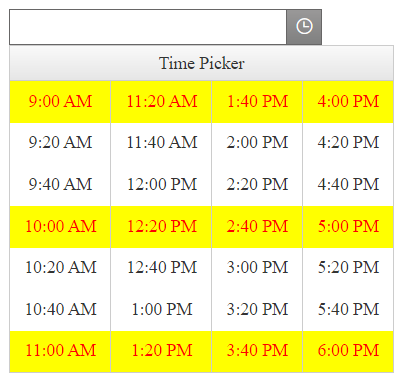 Time Picker
9:00 AM 11:20 AM 1:40 PM 4:00 PM
9:20 AM 11:40 AM 2:00 PM 4:20 PM
9:40 AM 12:00 PM 2:20 PM 4:40 PM
10:00 AM 12:20 PM 2:40 PM 5:00 PM
10:20 AM 12:40 PM 3:00 PM 5:20 PM
10:40 AM 1:00 PM 3:20 PM 5:40 PM
11:00 AM 1:20 PM 3:40 PM 6:00 PM